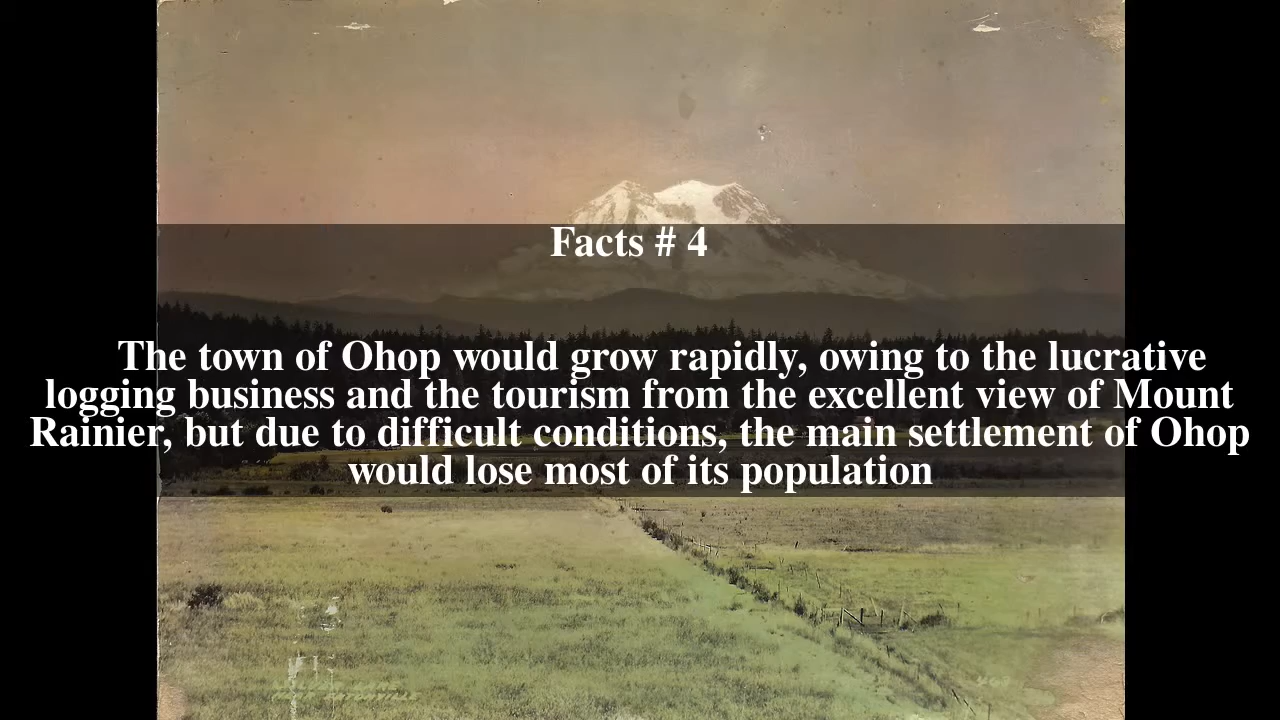 Facts # 4
The town of Ohop would grow rapidly, owing to the lucrative
logging business and the tourism from the excellent view of Mount
Rainier, but due to difficult conditions, the main settlement of Ohop
would lose most of its population